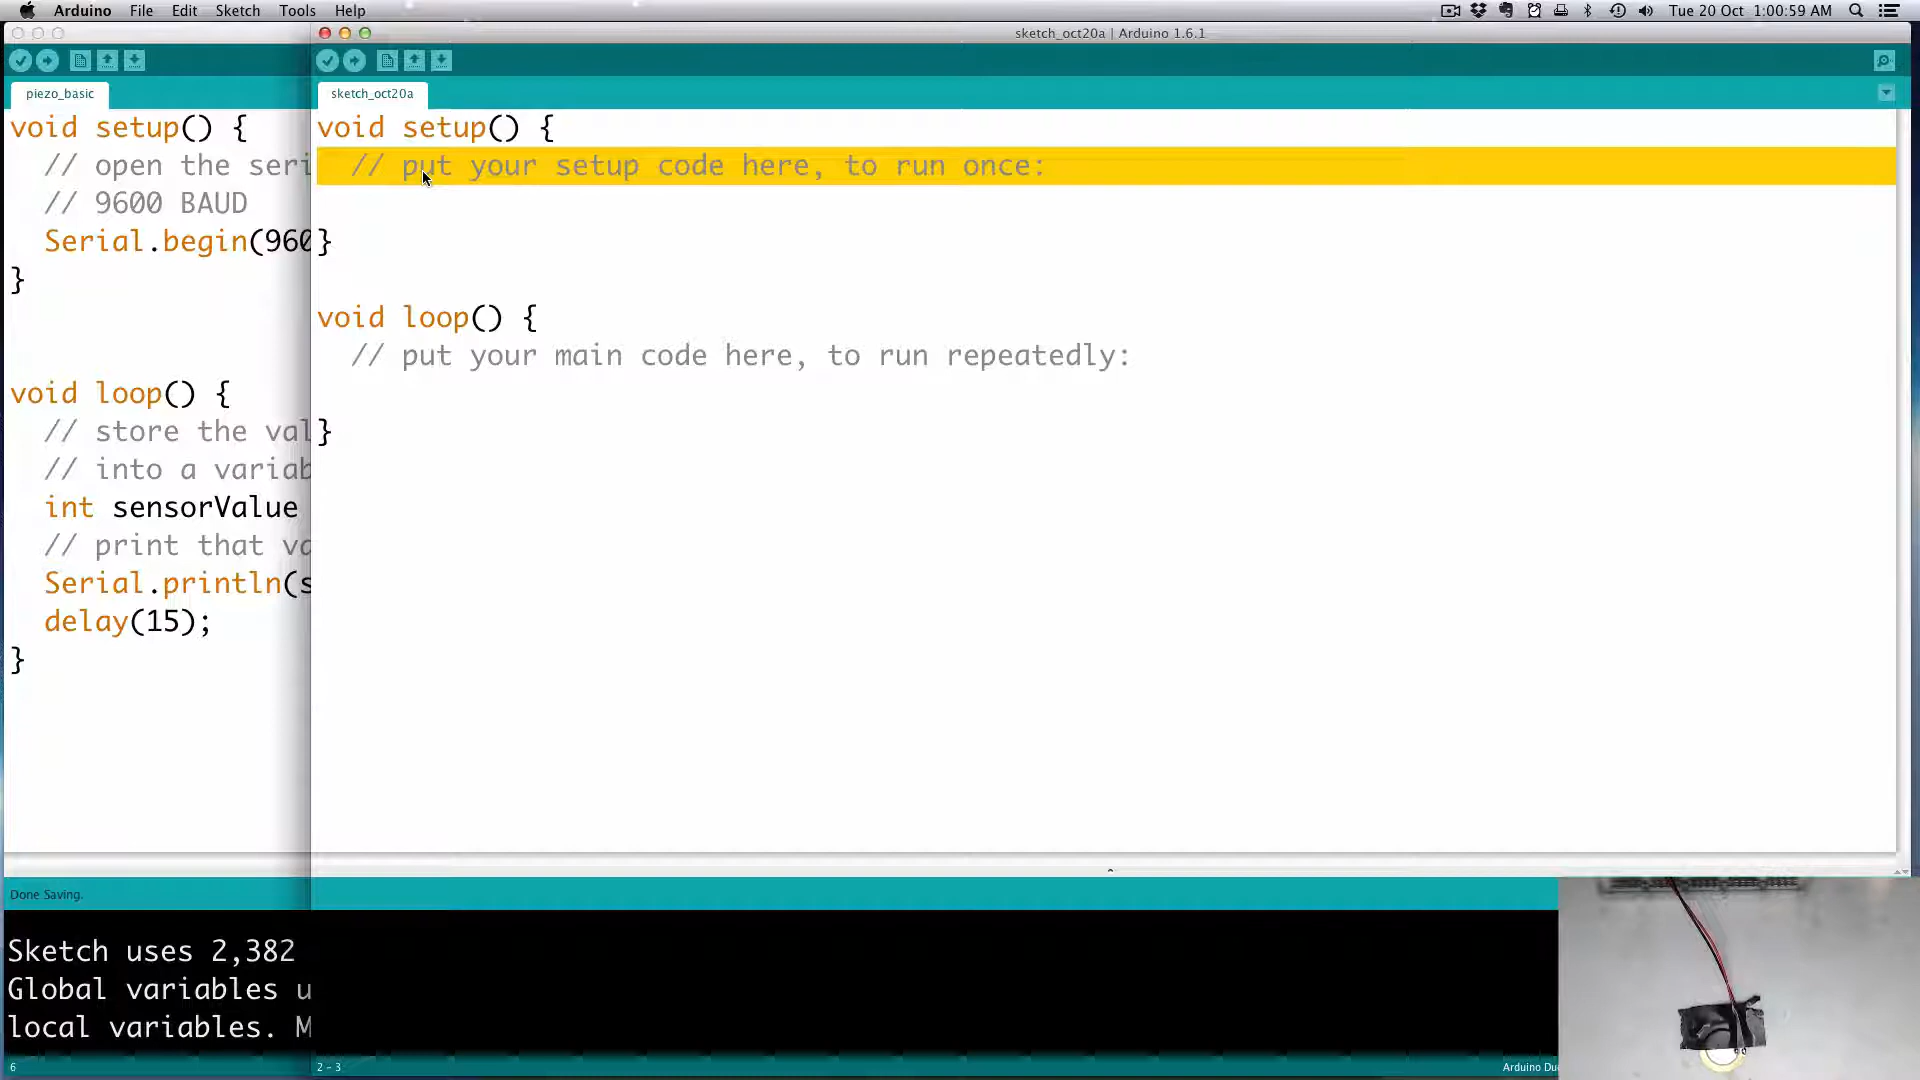 Arduino File Edit Sketch Tools Help
Tue 20 Oct 1:00:59 AM
sketch_oct20a | Arduino 1.6.1
piezo_basic
void setup() {
// open the seri
// 9600 BAUD
Serial.begin(960
}
void loop() {
// store the val
// into a variab
int sensorValue
// print that va
Serial.println(s
delay(15);
}
Done Saving.
Sketch uses 2,382
Global variables u
local variables. M
6
sketch_oct20a
void setup() {
// put your setup code here, to run once:
}
void loop() {
// put your main code here, to run repeatedly:
}
2 - 3
Arduino Du